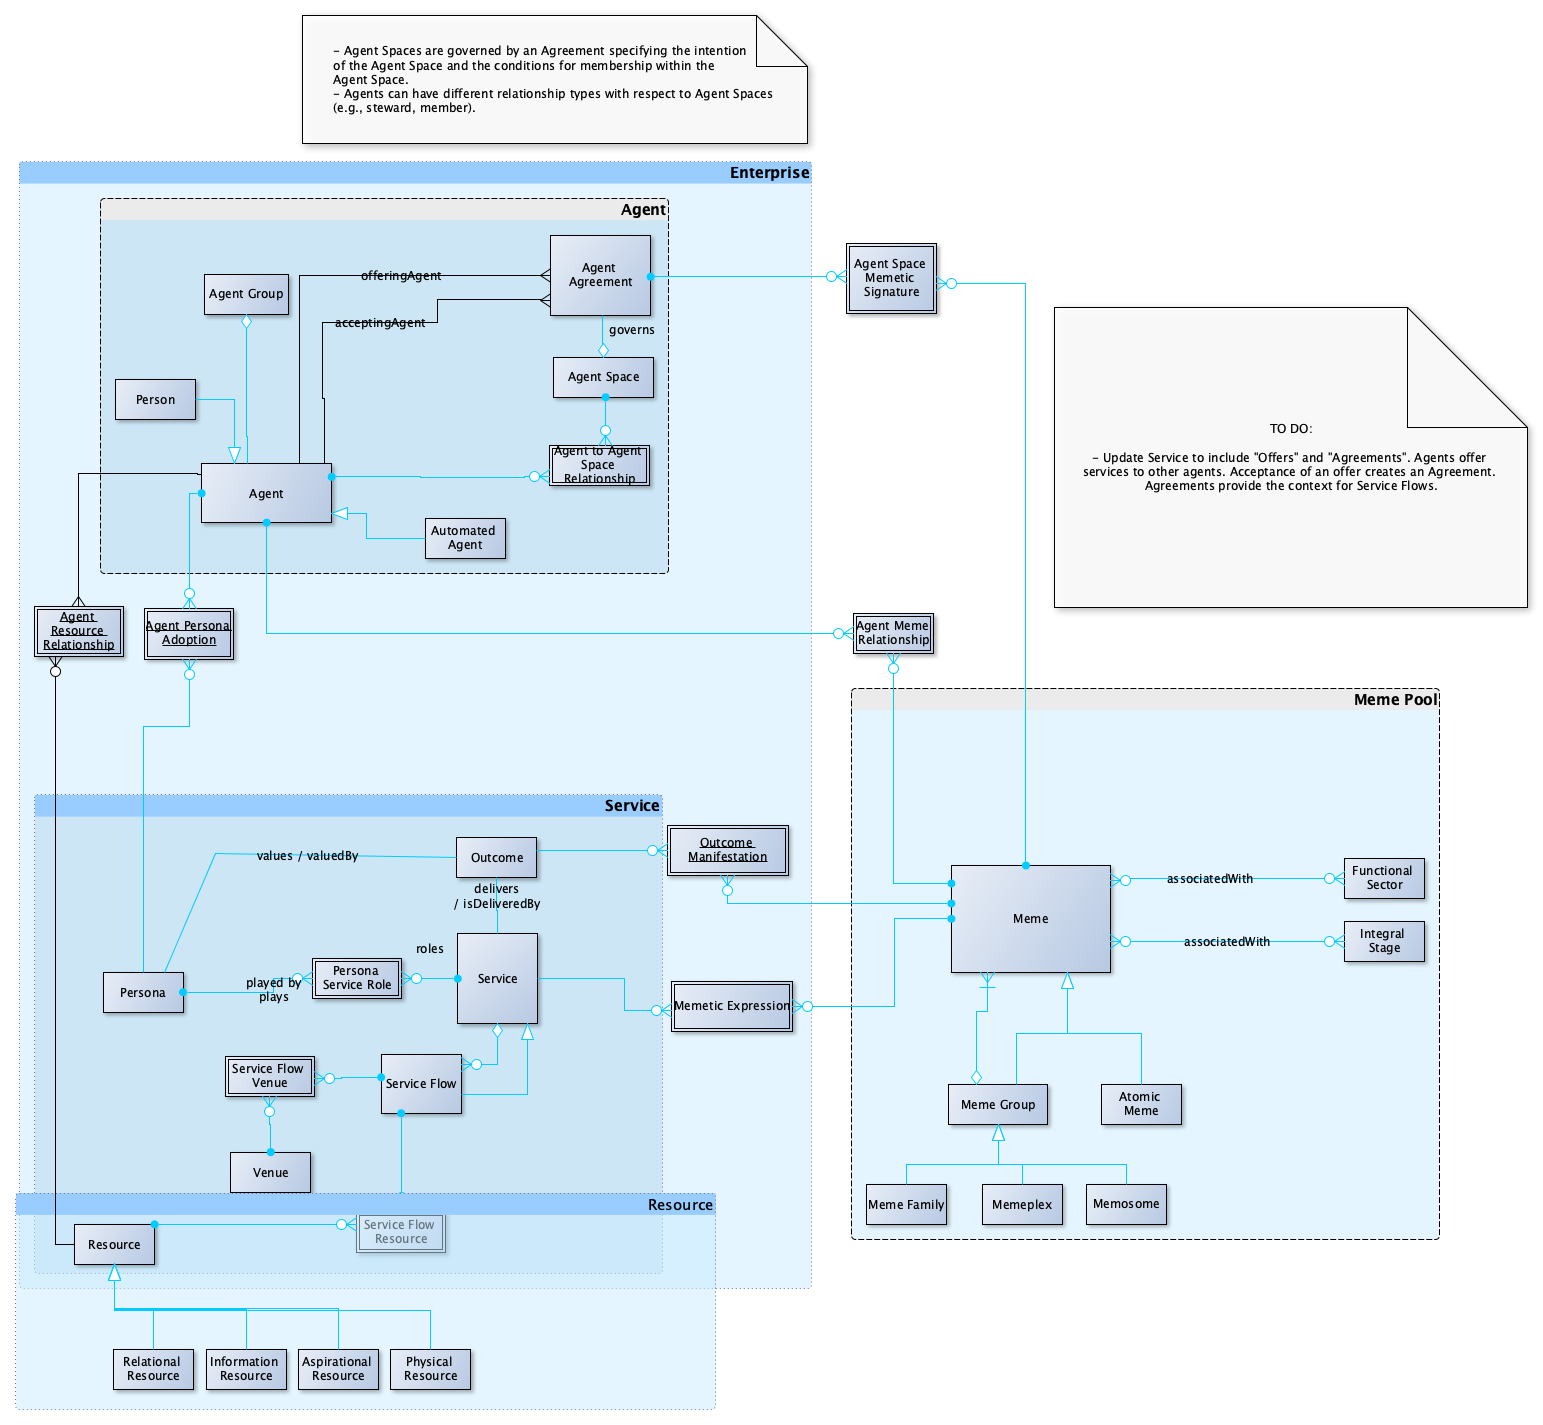 - Agent Spaces are governed by an Agreement specifying the intention
of the Agent Space and the conditions for membership within the
Agent Space.
- Agents can have different relationship types with respect to Agent Spaces
(e.g., steward, member).
Enterprise
Agent
Agent
Agreement
offeringAgent
Agent Group
acceptingAgent
governs
Agent Space
Memetic
Signature
Agent Space
Person
Agent to Agent
Space
Relationship
Agent
Automated
Agent
TO DO:
- Update Service to include "Offers" and "Agreements". Agents offer
services to other agents. Acceptance of an offer creates an Agreement.
Agreements provide the context for Service Flows.
Agent
Resource
Relationship
Agent Persona
Adoption
Agent Meme
Relationship
Meme Pool
Service
values / valuedBy
Outcome
Outcome
Manifestation
delivers
/ isDeliveredBy
Meme
associatedWith
Functional
Sector
associatedWith
Integral
Stage
roles
Persona
played by
plays
Persona
Service Role
Service
Memetic Expression
Service Flow
Venue
Service Flow
Meme Group
Atomic
Meme
Venue
Meme Family
Memeplex
Memosome
Resource
Resource
Service Flow
Resource
Relational
Resource
Information
Resource
Aspirational
Resource
Physical
Resource